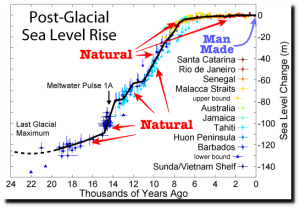 Post-Glacial
Sea Level Rise
Natural
Man
Made
Meltwater Pulse 1A
Last Glacial
Maximum
Natural
Santa Catarina
Rio de Janeiro
Senegal
Malacca Straits
upper bound
Australia
Jamaica
Tahiti
Huon Peninsula
Barbados
lower bound
Sunda/Vietnam Shelf
0
-20
-40
-60
-80
-100
-120
-140
Sea Level Change (m)
24 22 20 18 16 14 12 10 8 6 4 2 0
Thousands of Years Ago